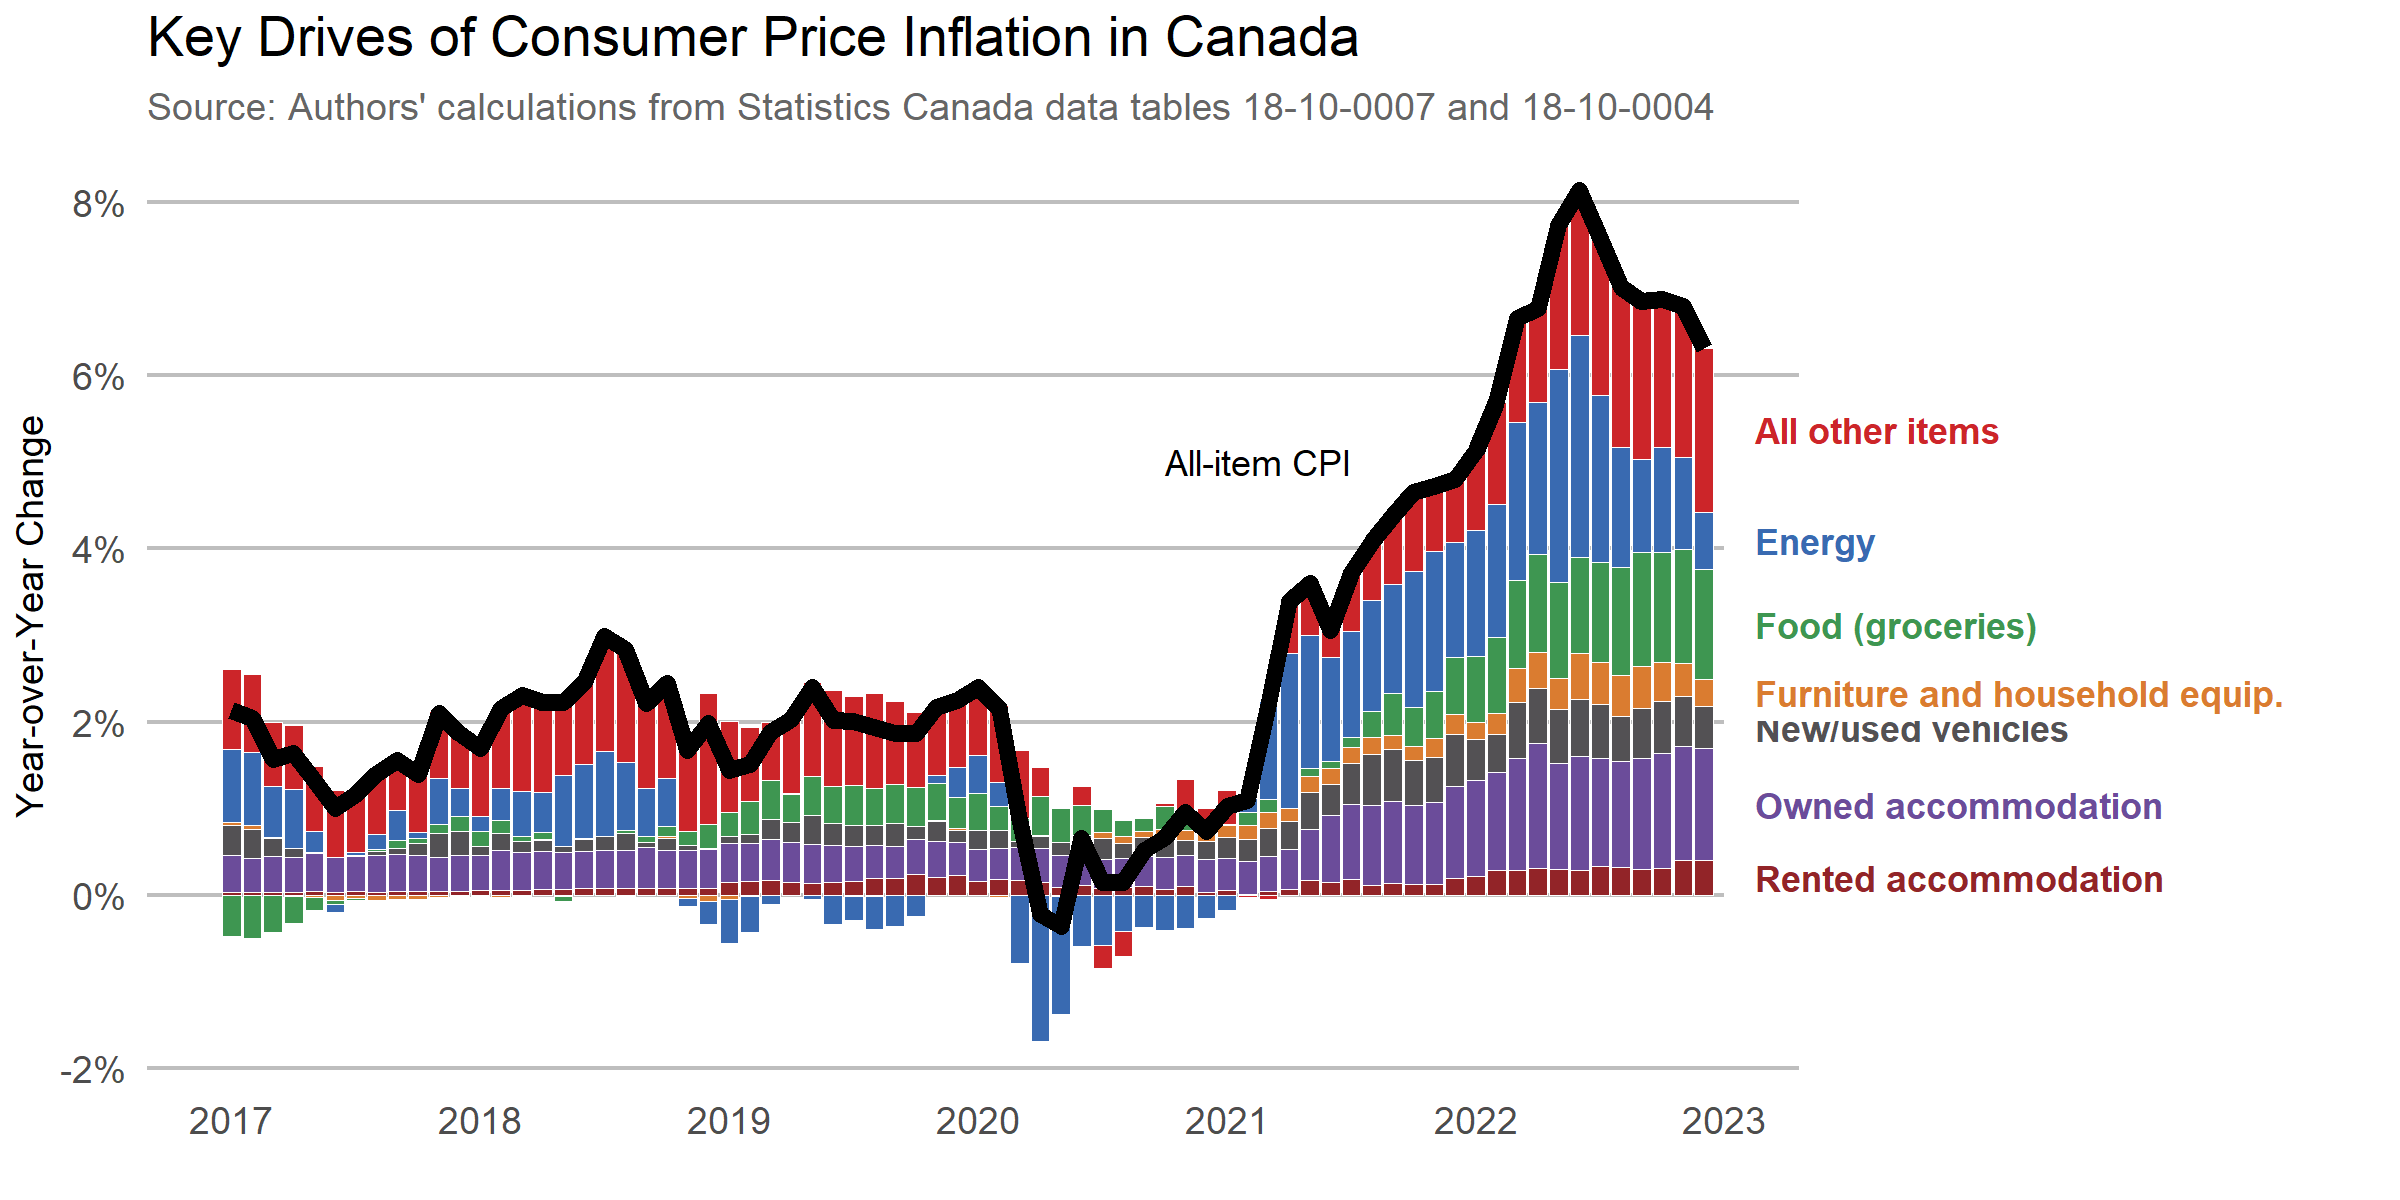 Key Drives of Consumer Price Inflation in Canada
Source: Authors' calculations from Statistics Canada data tables 18-10-0007 and 18-10-0004
Year-over-Year Change
8%
6%
4%
2%
0%
-2%
All-item CPI
All other items
Energy
Food (groceries)
Furniture and household equip.
New/used vehicles
Owned accommodation
Rented accommodation
2017 2018 2019 2020 2021 2022 2023